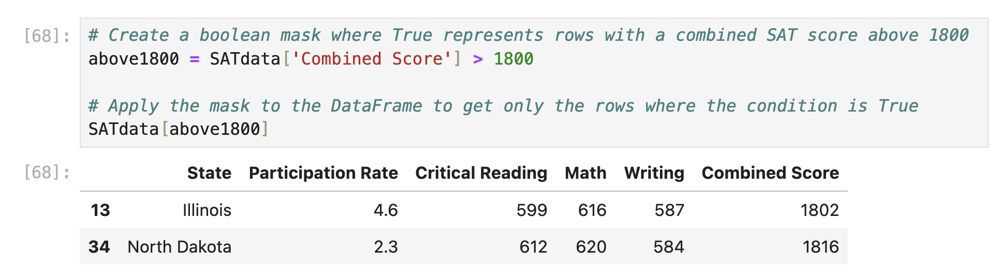 [68]: # Create a boolean mask where True represents rows with a combined SAT score above 1800
above1800 = SATdata['Combined Score'] > 1800
# Apply the mask to the DataFrame to get only the rows where the condition is True
SATdata[above1800]
[68]: State Participation Rate Critical Reading Math Writing Combined Score
13 Illinois 4.6 599 616 587 1802
34 North Dakota 2.3 612 620 584 1816